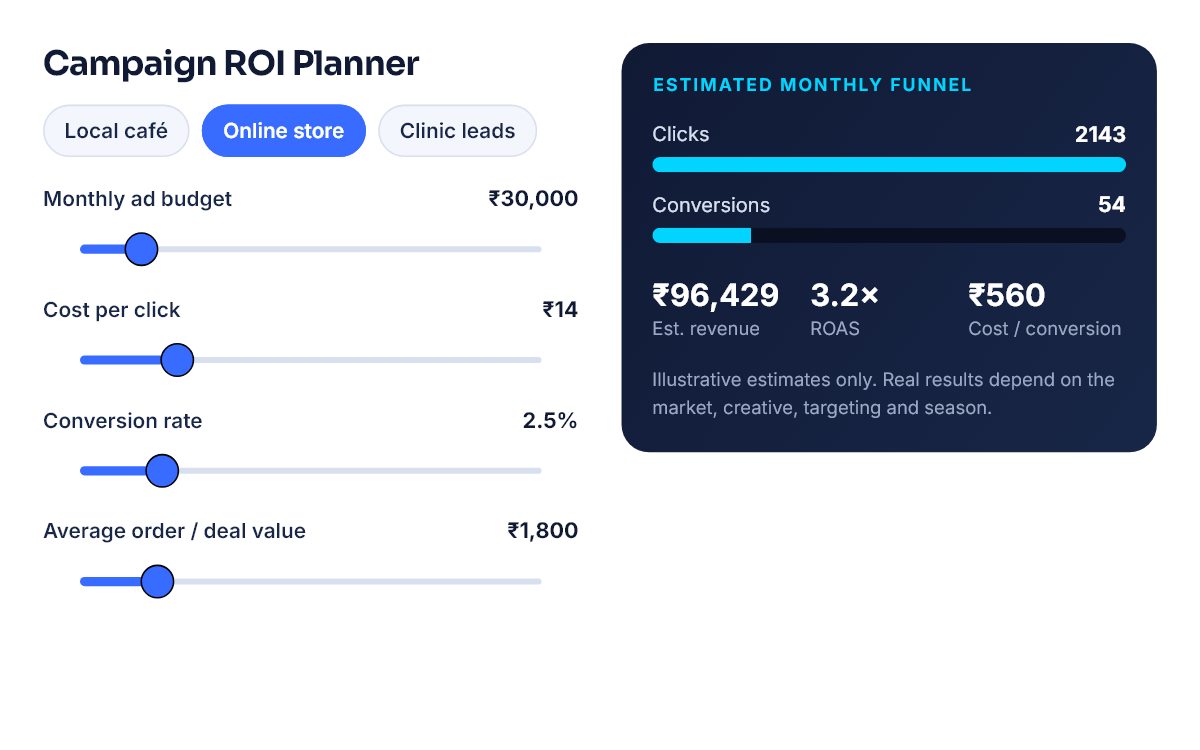 Campaign ROI Planner
Local café
Online store
Clinic leads
Monthly ad budget ₹30,000
Cost per click ₹14
Conversion rate 2.5%
Average order / deal value ₹1,800
ESTIMATED MONTHLY FUNNEL
Clicks 2143
Conversions 54
₹96,429 3.2× ₹560
Est. revenue ROAS Cost / conversion
Illustrative estimates only. Real results depend on the
market, creative, targeting and season.